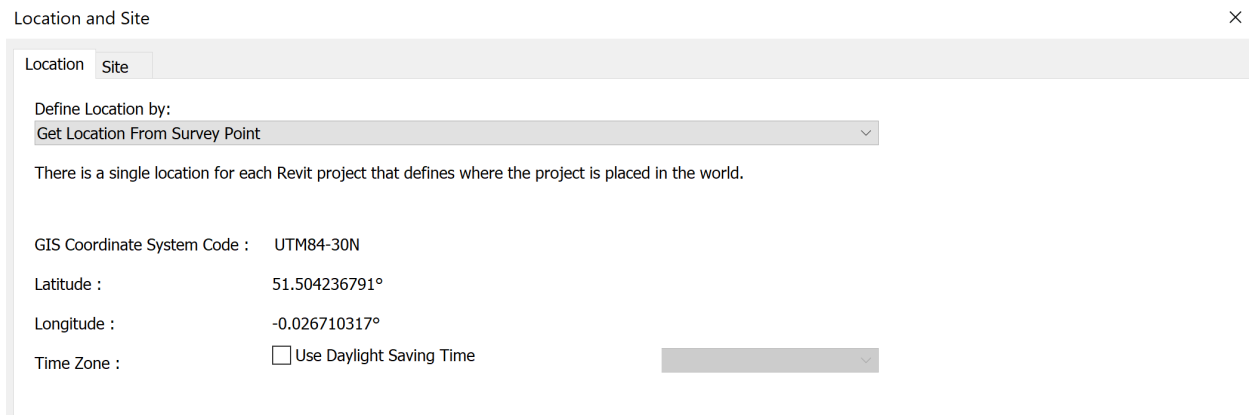 Location and Site
Location Site
Define Location by:
Get Location From Survey Point
There is a single location for each Revit project that defines where the project is placed in the world.
GIS Coordinate System Code : UTM84-30N
Latitude : 51.504236791°
Longitude : -0.026710317°
Time Zone : Use Daylight Saving Time